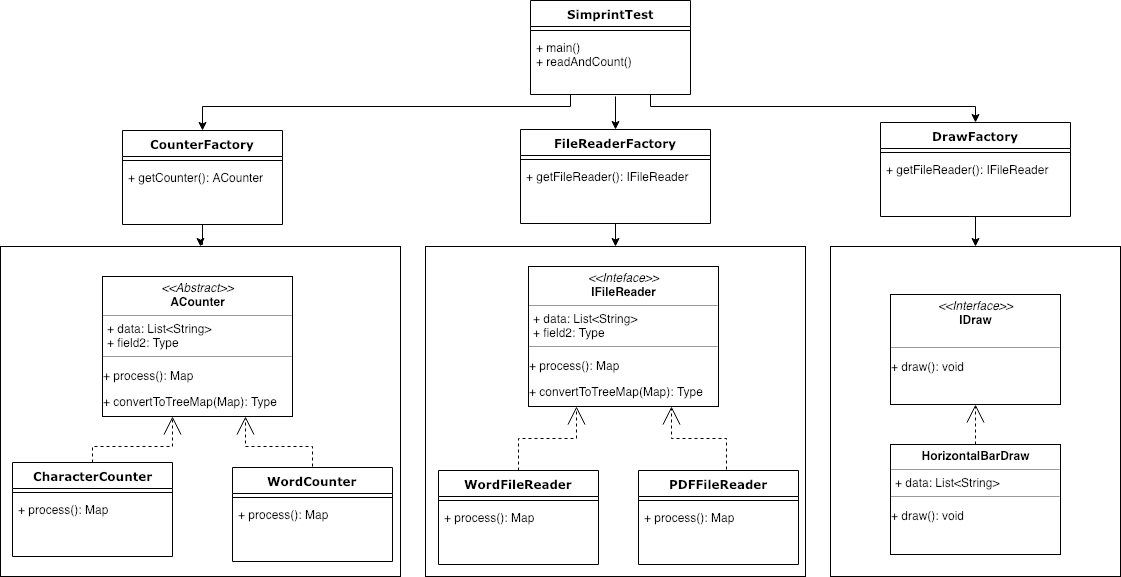 SimprintTest
+ main()
+ readAndCount()
CounterFactory
+ getCounter(): ACounter
FileReaderFactory
+ getFileReader(): IFileReader
DrawFactory
+ getFileReader(): IFileReader
<<Abstract>>
ACounter
+ data: List<String>
+ field2: Type
+ process(): Map
+ convertToTreeMap(Map): Type
CharacterCounter
+ process(): Map
WordCounter
+ process(): Map
<<Inteface>>
IFileReader
+ data: List<String>
+ field2: Type
+ process(): Map
+ convertToTreeMap(Map): Type
WordFileReader
+ process(): Map
PDFFileReader
+ process(): Map
<<Interface>>
IDraw
+ draw(): void
HorizontalBarDraw
+ data: List<String>
+ draw(): void